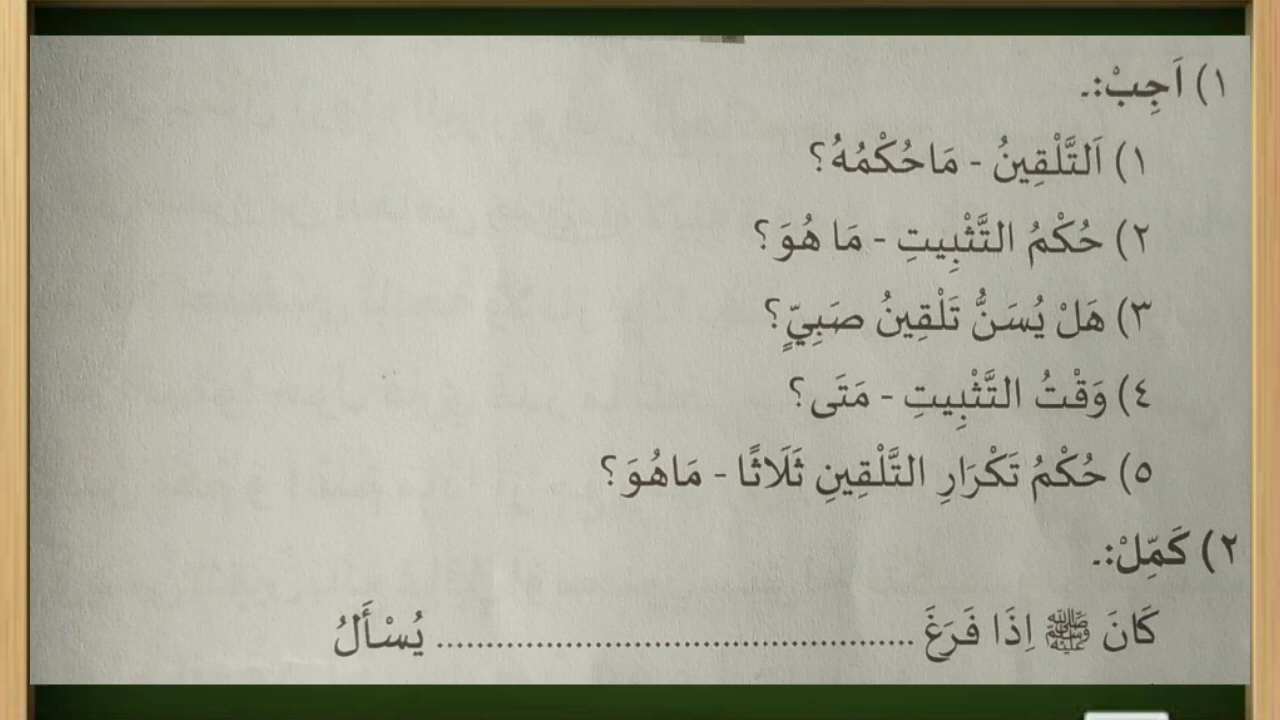 ١) اَجِبْ:.
١) اَلتَّلْقِينُ - مَاحُكْمُهُ؟
٢) حُكْمُ التَّثْبِيتِ - مَا هُوَ؟
٣) هَلْ يُسَنُّ تَلْقِينُ صَبِيٍّ؟
٤) وَقْتُ التَّثْبِيتِ - مَتَى؟
٥) حُكْمُ تَكْرَارِ التَّلْقِينِ ثَلَاثًا - مَاهُوَ؟
٢) كَمِّلْ:.
كَانَ ﷺ اِذَا فَرَغَ ........................................ يُسْأَلُ